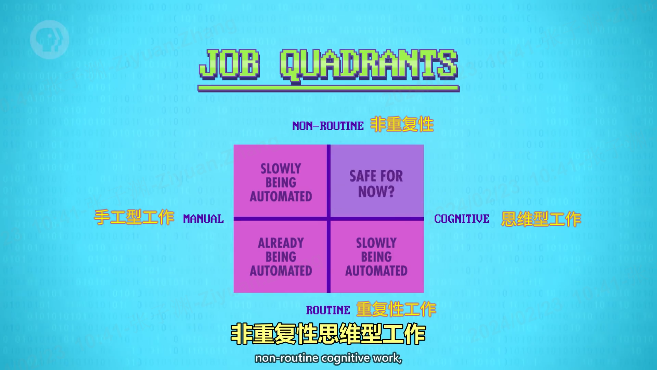 JOB QUADRANTS
NON-ROUTINE 非重复性
SLOWLY
BEING
AUTOMATED
SAFE FOR
NOW?
手工型工作 MANUAL
COGNITIVE 思维型工作
ALREADY
BEING
AUTOMATED
SLOWLY
BEING
AUTOMATED
ROUTINE 重复性工作
非重复性思维型工作
non-routine cognitive work,